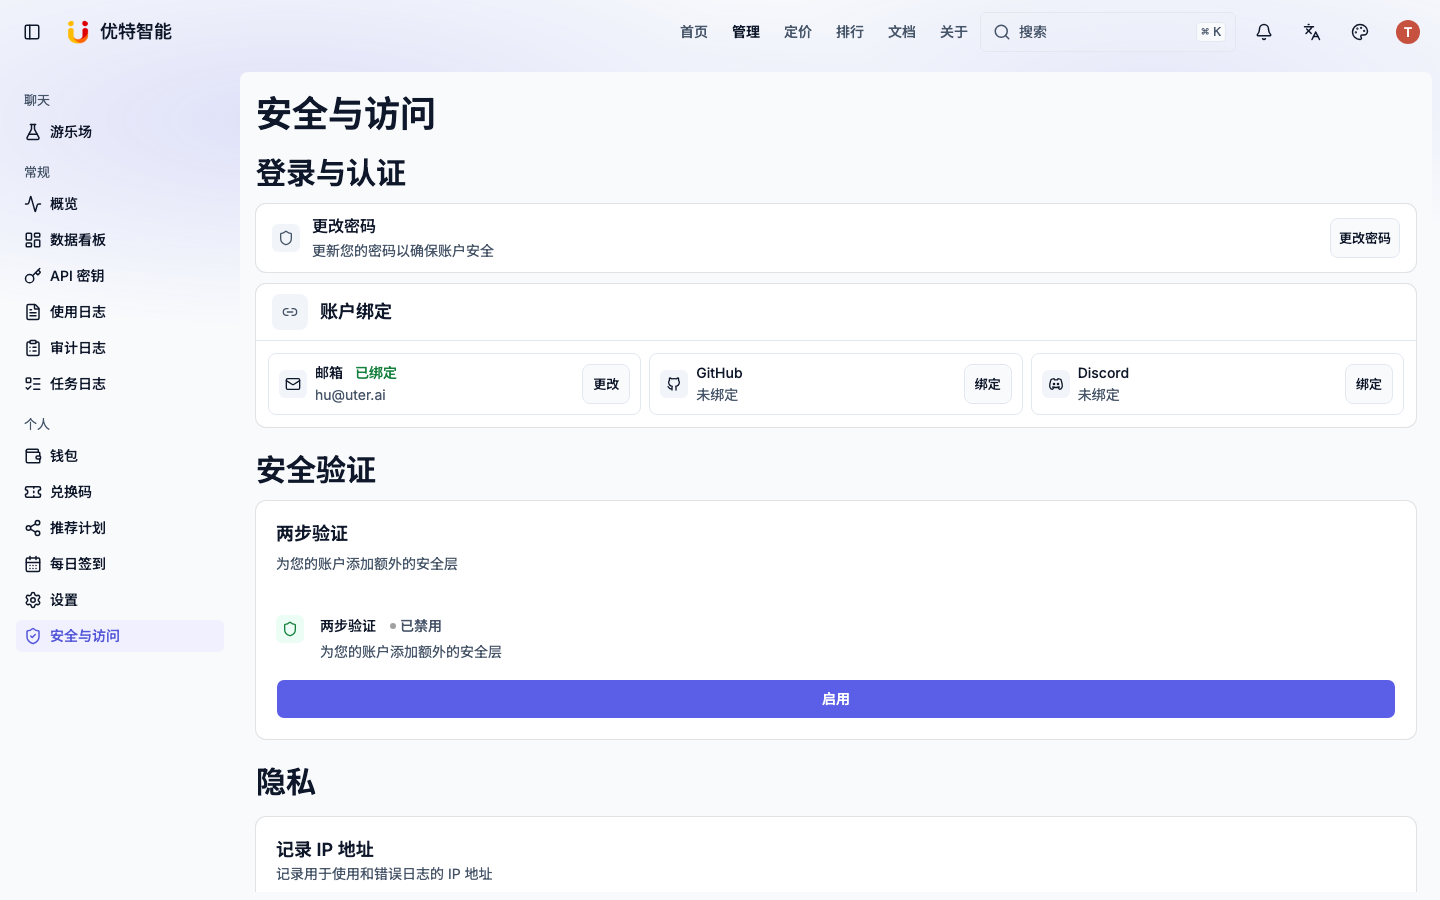 优特智能
首页 管理 定价 排行 文档 关于 搜索 ⌘ K T
聊天
游乐场
常规
概览
数据看板
API 密钥
使用日志
审计日志
任务日志
个人
钱包
兑换码
推荐计划
每日签到
设置
安全与访问
安全与访问
登录与认证
更改密码
更新您的密码以确保账户安全
更改密码
账户绑定
邮箱 已绑定
hu@uter.ai
更改
GitHub
未绑定
绑定
Discord
未绑定
绑定
安全验证
两步验证
为您的账户添加额外的安全层
两步验证 已禁用
为您的账户添加额外的安全层
启用
隐私
记录 IP 地址
记录用于使用和错误日志的 IP 地址